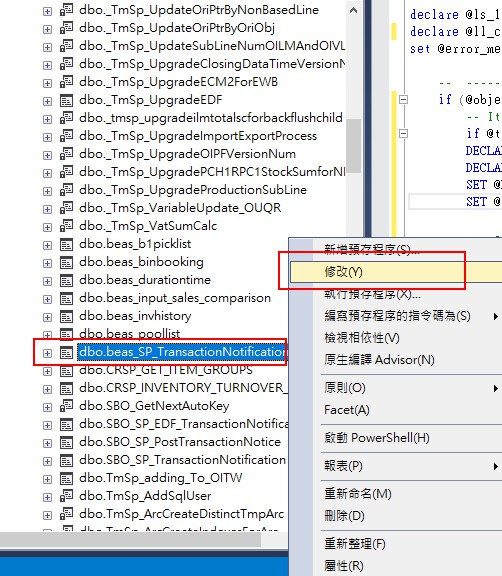 dbo._TmSp_UpdateOriPtrByNonBasedLine
dbo._TmSp_UpdateOriPtrByOriObj
dbo._TmSp_UpdateSubLineNumOILMAndOIVL
dbo._TmSp_UpgradeClosingDataTimeVersionN
dbo._TmSp_UpgradeECM2ForEWB
dbo._TmSp_UpgradeEDF
dbo._tmsp_upgradeilmtotalscforbackflushchild
dbo._TmSp_UpgradeImportExportProcess
dbo._TmSp_UpgradeOIPFVersionNum
dbo._TmSp_UpgradePCH1RPC1StockSumforNI
dbo._TmSp_UpgradeProductionSubLine
dbo._TmSp_VariableUpdate_OUQR
dbo._TmSp_VatSumCalc
dbo.beas_b1picklist
dbo.beas_binbooking
dbo.beas_durationtime
dbo.beas_input_sales_comparison
dbo.beas_invhistory
dbo.beas_poollist
dbo.beas_SP_TransactionNotification
dbo.CRSP_GET_ITEM_GROUPS
dbo.CRSP_INVENTORY_TURNOVER_
dbo.SBO_GetNextAutoKey
dbo.SBO_SP_EDF_TransactionNotifica
dbo.SBO_SP_PostTransactionNotice
dbo.SBO_SP_TransactionNotification
dbo.TmSp_adding_To_OITW
dbo.TmSp_AddSqlUser
dbo.TmSp_ArcCreateDistinctTmpArc
dbo.TmSp_ArcCreateIndexesForArc
declare @ls_l
declare @ll_c
set @error_me
-- -----
if (@obje
-- It
if @t
DECLAR
DECLAR
SET @
SET @
新增預存程序(S)...
修改(Y)
執行預存程序(X)...
編寫預存程序的指令碼為(S)
檢視相依性(V)
原生編譯 Advisor(N)
原則(O)
Facet(A)
啟動 PowerShell(H)
報表(P)
重新命名(M)
刪除(D)
重新整理(F)
屬性(R)